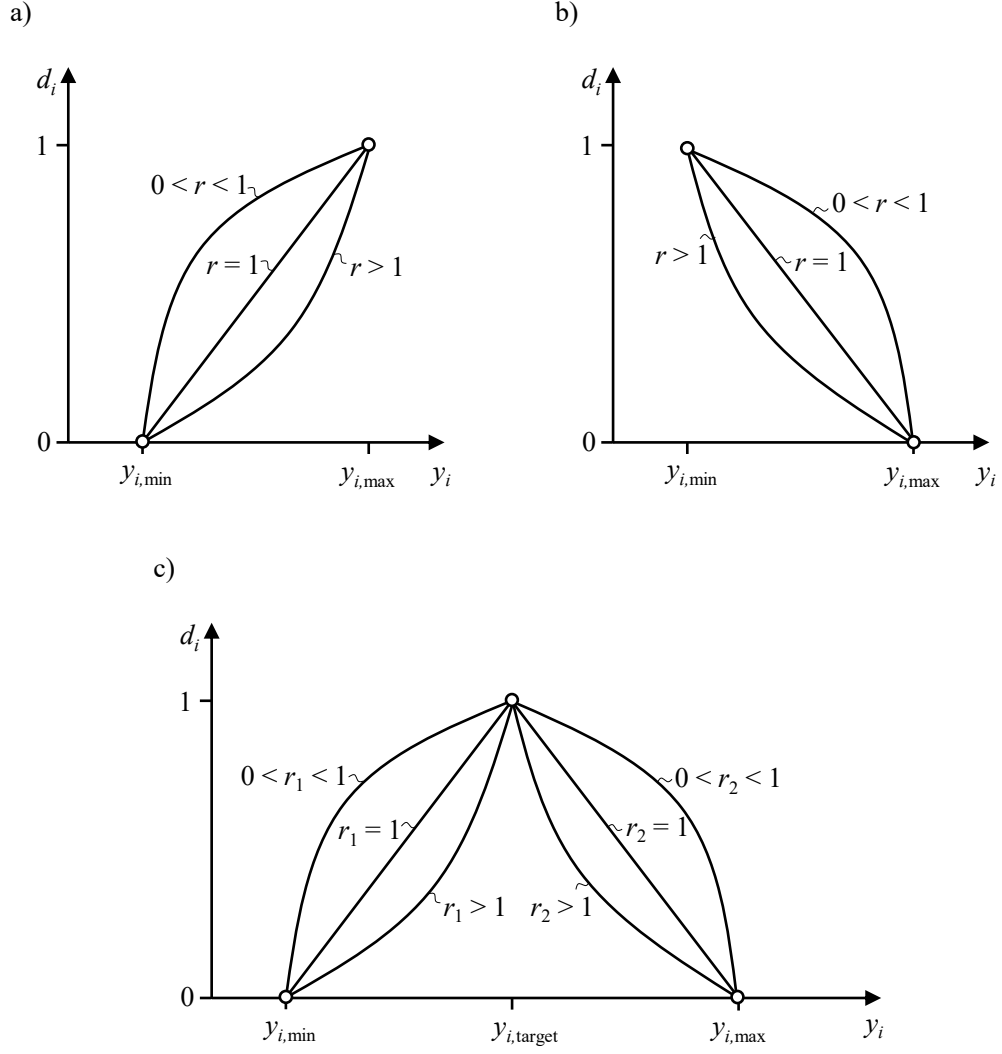 a)
d_i
1
0 < r < 1
r = 1
r > 1
0
y_i,min
y_i,max
y_i
b)
d_i
1
0 < r < 1
r > 1
r = 1
0
y_i,min
y_i,max
y_i
c)
d_i
1
0 < r_1 < 1
0 < r_2 < 1
r_1 = 1
r_2 = 1
r_1 > 1
r_2 > 1
0
y_i,min
y_i,target
y_i,max
y_i